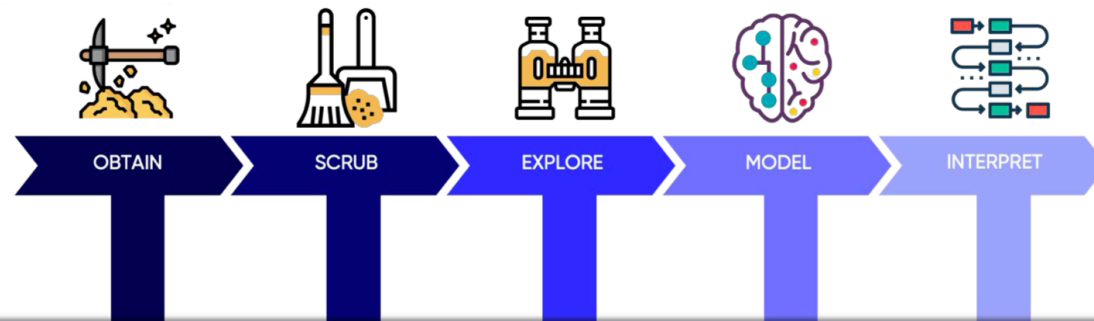 OBTAIN
SCRUB
EXPLORE
MODEL
INTERPRET